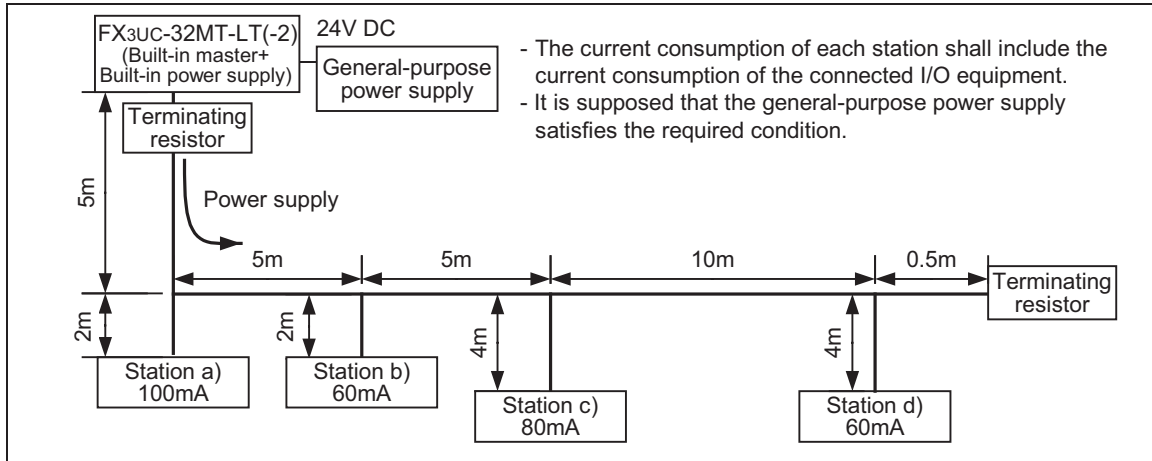 FX3UC-32MT-LT(-2)
(Built-in master+
Built-in power supply)
24V DC
General-purpose
power supply
- The current consumption of each station shall include the
current consumption of the connected I/O equipment.
- It is supposed that the general-purpose power supply
satisfies the required condition.
Terminating
resistor
5m
Power supply
5m
5m
10m
0.5m
Terminating
resistor
2m
2m
4m
4m
Station a)
100mA
Station b)
60mA
Station c)
80mA
Station d)
60mA